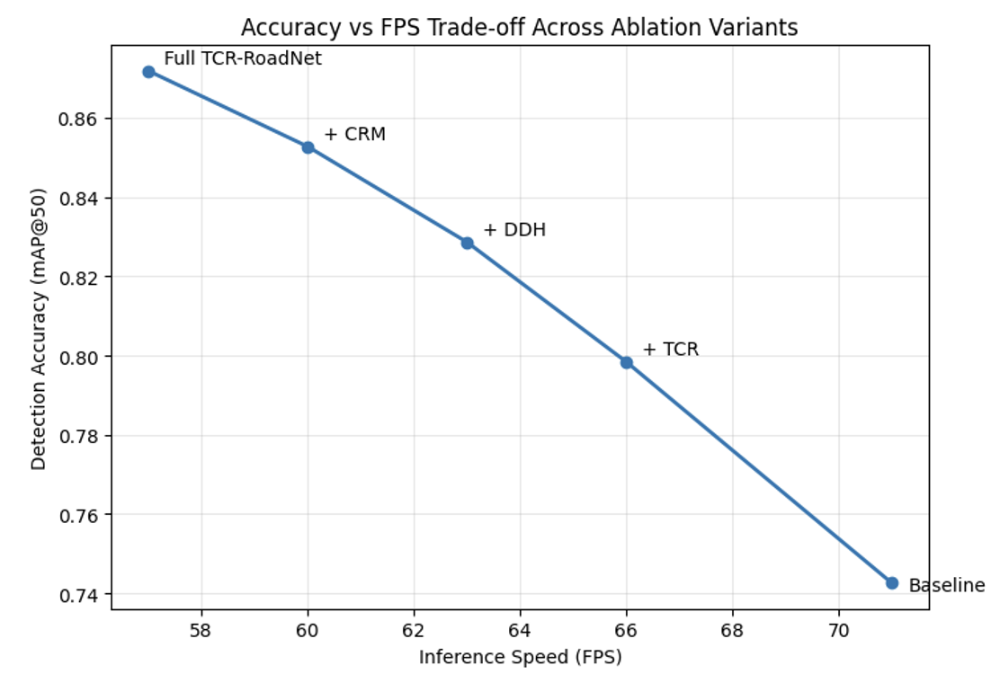 Accuracy vs FPS Trade-off Across Ablation Variants
Full TCR-RoadNet
0.86
+ CRM
0.84
+ DDH
0.82
0.80
+ TCR
0.78
0.76
0.74
Baseline
Detection Accuracy (mAP@50)
58 60 62 64 66 68 70
Inference Speed (FPS)